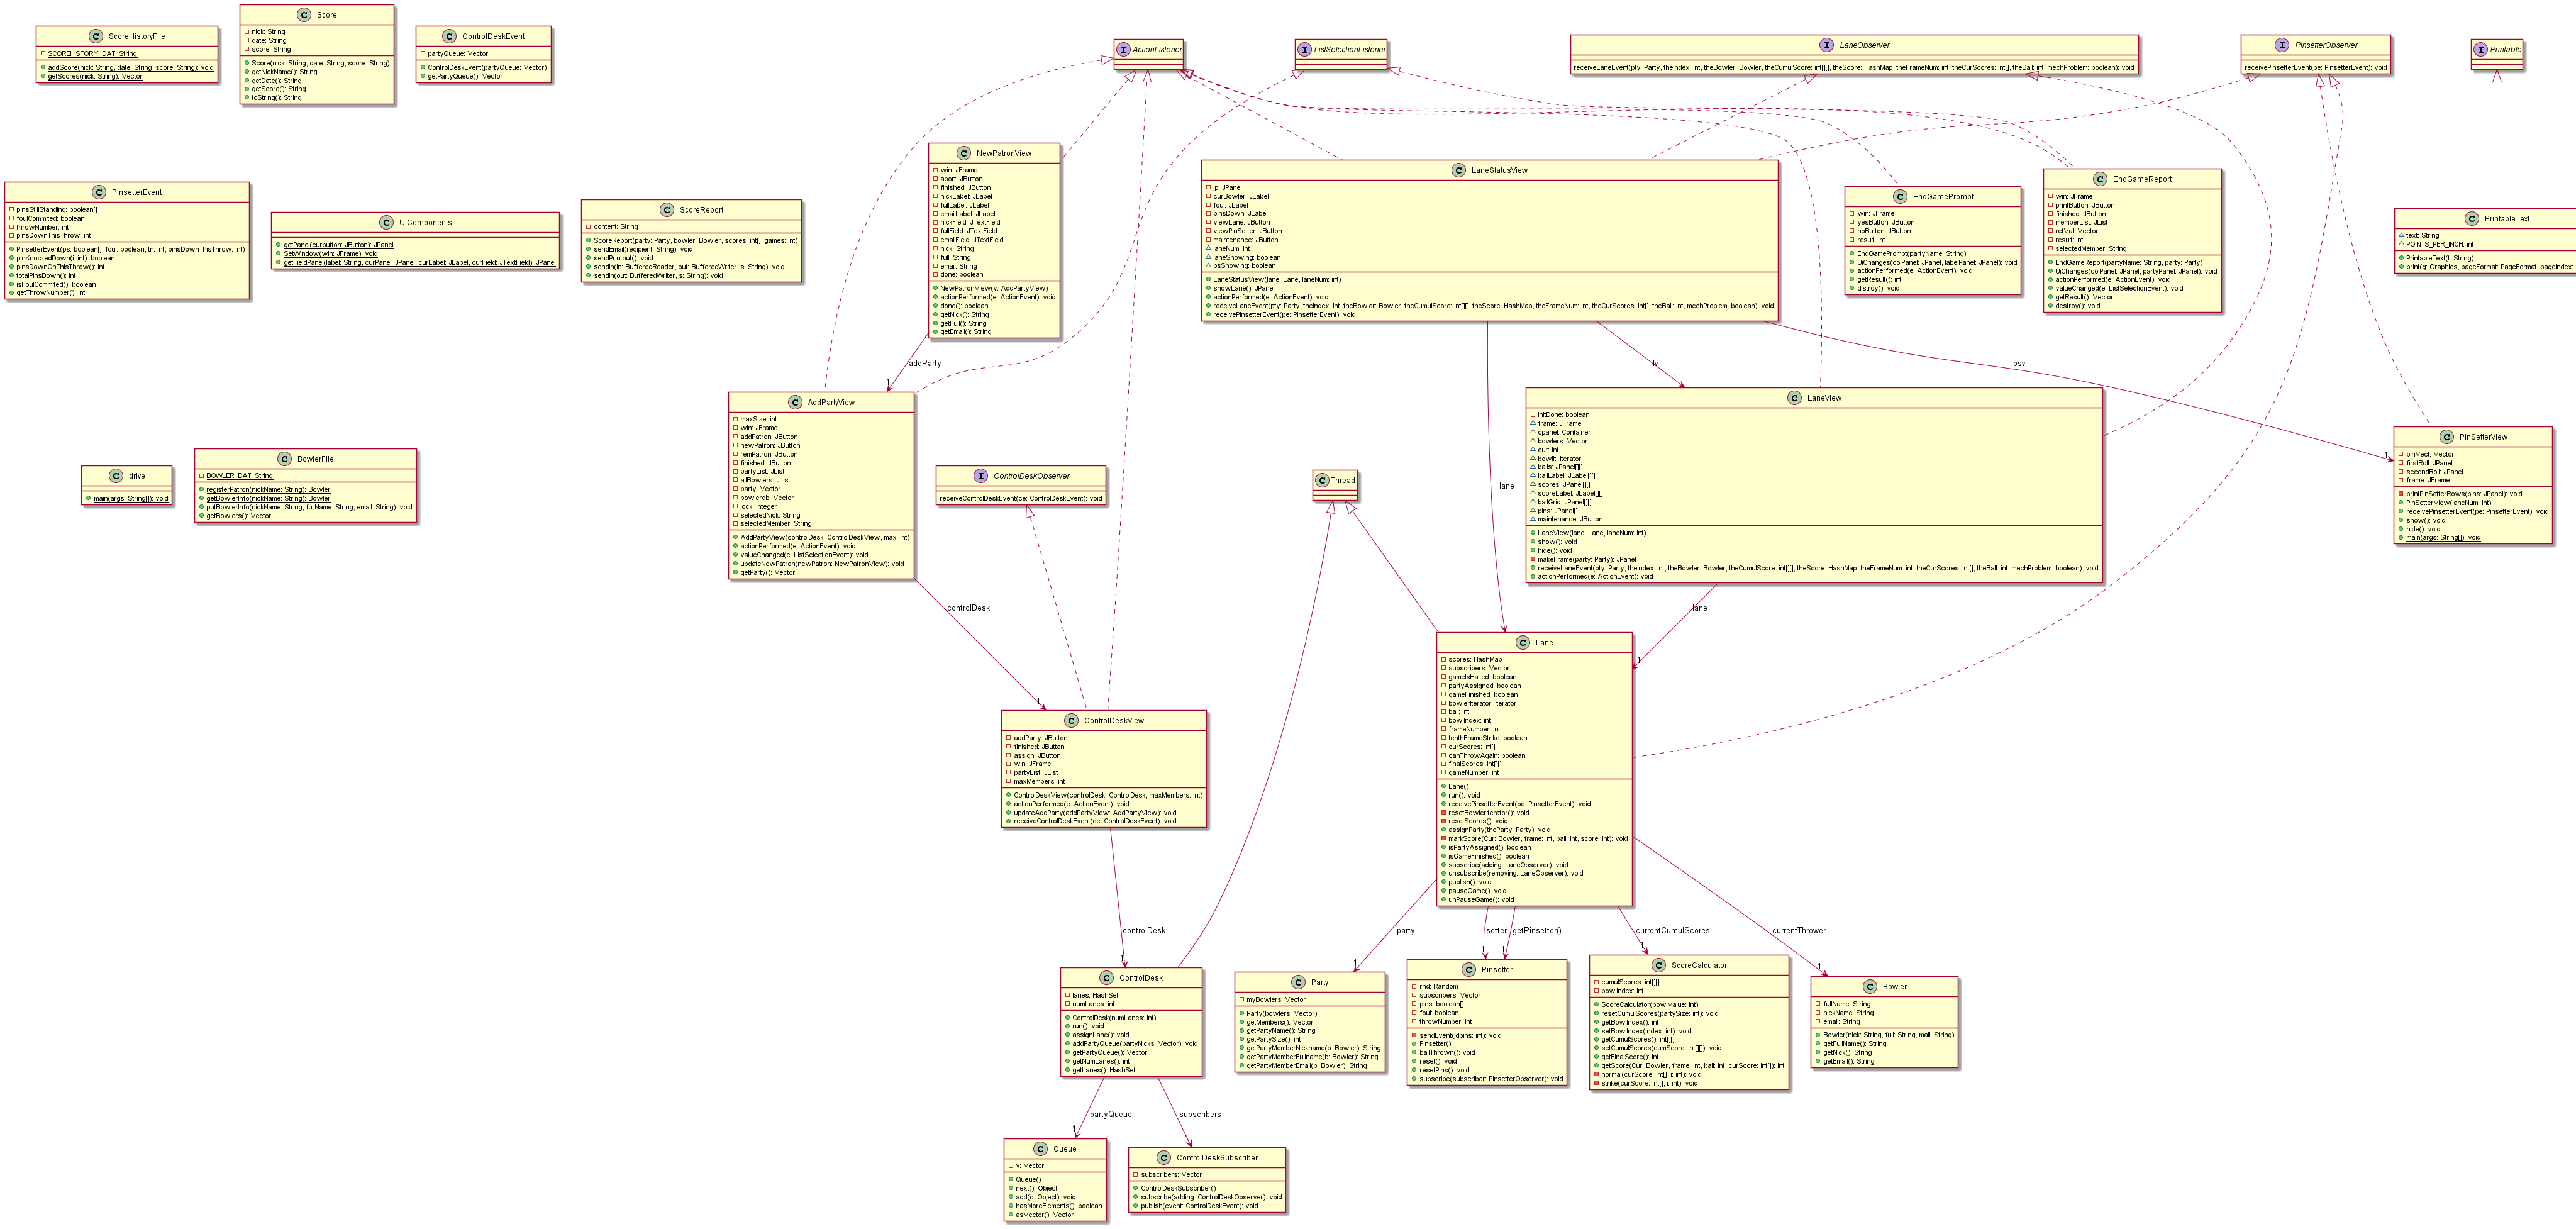 ScoreHistoryFile
SCOREHISTORY_DAT: String
addScore(nick: String, date: String, score: String): void
getScores(nick: String): Vector
Score
nick: String
date: String
score: String
Score(nick: String, date: String, score: String)
getNickName(): String
getDate(): String
getScore(): String
toString(): String
ControlDeskEvent
partyQueue: Vector
ControlDeskEvent(partyQueue: Vector)
getPartyQueue(): Vector
ActionListener
ListSelectionListener
LaneObserver
receiveLaneEvent(pty: Party, theIndex: int, theBowler: Bowler, theCumulScore: int[][], theScore: HashMap, theFrameNum: int, theCurScores: int[], theBall: int, mechProblem: boolean): void
PinsetterObserver
receivePinsetterEvent(pe: PinsetterEvent): void
Printable
PinsetterEvent
pinsStillStanding: boolean[]
foulCommited: boolean
throwNumber: int
pinsDownThisThrow: int
PinsetterEvent(ps: boolean[], foul: boolean, tn: int, pinsDownThisThrow: int)
pinKnockedDown(i: int): boolean
pinsDownOnThisThrow(): int
totalPinsDown(): int
isFoulCommited(): boolean
getThrowNumber(): int
UIComponents
getPanel(curbutton: JButton): JPanel
SetWindow(win: JFrame): void
getFieldPanel(label: String, curPanel: JPanel, curLabel: JLabel, curField: JTextField): JPanel
ScoreReport
content: String
ScoreReport(party: Party, bowler: Bowler, scores: int[], games: int)
sendEmail(recipient: String): void
sendPrintout(): void
sendln(in: BufferedReader, out: BufferedWriter, s: String): void
sendln(out: BufferedWriter, s: String): void
NewPatronView
win: JFrame
abort: JButton
finished: JButton
nickLabel: JLabel
fullLabel: JLabel
emailLabel: JLabel
nickField: JTextField
fullField: JTextField
emailField: JTextField
nick: String
full: String
email: String
done: boolean
NewPatronView(v: AddPartyView)
actionPerformed(e: ActionEvent): void
done(): boolean
getNick(): String
getFull(): String
getEmail(): String
LaneStatusView
jp: JPanel
curBowler: JLabel
foul: JLabel
pinsDown: JLabel
viewLane: JButton
viewPinSetter: JButton
maintenance: JButton
laneNum: int
laneShowing: boolean
psShowing: boolean
LaneStatusView(lane: Lane, laneNum: int)
showLane(): JPanel
actionPerformed(e: ActionEvent): void
receiveLaneEvent(pty: Party, theIndex: int, theBowler: Bowler, theCumulScore: int[][], theScore: HashMap, theFrameNum: int, theCurScores: int[], theBall: int, mechProblem: boolean): void
receivePinsetterEvent(pe: PinsetterEvent): void
EndGamePrompt
win: JFrame
yesButton: JButton
noButton: JButton
result: int
EndGamePrompt(partyName: String)
UiChanges(colPanel: JPanel, labelPanel: JPanel): void
actionPerformed(e: ActionEvent): void
getResult(): int
distroy(): void
EndGameReport
win: JFrame
printButton: JButton
finished: JButton
memberList: JList
retVal: Vector
result: int
selectedMember: String
EndGameReport(partyName: String, party: Party)
UiChanges(colPanel: JPanel, partyPanel: JPanel): void
actionPerformed(e: ActionEvent): void
valueChanged(e: ListSelectionEvent): void
getResult(): Vector
destroy(): void
PrintableText
text: String
POINTS_PER_INCH: int
PrintableText(t: String)
print(g: Graphics, pageFormat: PageFormat, pageIndex:
addParty
lv
psv
lane
1
1
1
drive
main(args: String[]): void
BowlerFile
BOWLER_DAT: String
registerPatron(nickName: String): Bowler
getBowlerInfo(nickName: String): Bowler
putBowlerInfo(nickName: String, fullName: String, email: String): void
getBowlers(): Vector
AddPartyView
maxSize: int
win: JFrame
addPatron: JButton
newPatron: JButton
remPatron: JButton
finished: JButton
partyList: JList
allBowlers: JList
party: Vector
bowlerdb: Vector
lock: Integer
selectedNick: String
selectedMember: String
AddPartyView(controlDesk: ControlDeskView, max: int)
actionPerformed(e: ActionEvent): void
valueChanged(e: ListSelectionEvent): void
updateNewPatron(newPatron: NewPatronView): void
getParty(): Vector
ControlDeskObserver
receiveControlDeskEvent(ce: ControlDeskEvent): void
Thread
LaneView
initDone: boolean
frame: JFrame
cpanel: Container
bowlers: Vector
cur: int
bowlIt: Iterator
balls: JPanel[][]
ballLabel: JLabel[][]
scores: JPanel[][]
scoreLabel: JLabel[][]
ballGrid: JPanel[][]
pins: JPanel[]
maintenance: JButton
LaneView(lane: Lane, laneNum: int)
show(): void
hide(): void
makeFrame(party: Party): JPanel
receiveLaneEvent(pty: Party, theIndex: int, theBowler: Bowler, theCumulScore: int[][], theScore: HashMap, theFrameNum: int, theCurScores: int[], theBall: int, mechProblem: boolean): void
actionPerformed(e: ActionEvent): void
PinSetterView
pinVect: Vector
firstRoll: JPanel
secondRoll: JPanel
frame: JFrame
printPinSetterRows(pins: JPanel): void
PinSetterView(laneNum: int)
receivePinsetterEvent(pe: PinsetterEvent): void
show(): void
hide(): void
main(args: String[]): void
controlDesk
lane
1
1
1
ControlDeskView
addParty: JButton
finished: JButton
assign: JButton
win: JFrame
partyList: JList
maxMembers: int
ControlDeskView(controlDesk: ControlDesk, maxMembers: int)
actionPerformed(e: ActionEvent): void
updateAddParty(addPartyView: AddPartyView): void
receiveControlDeskEvent(ce: ControlDeskEvent): void
Lane
scores: HashMap
subscribers: Vector
gameIsHalted: boolean
partyAssigned: boolean
gameFinished: boolean
bowlerIterator: Iterator
ball: int
bowlIndex: int
frameNumber: int
tenthFrameStrike: boolean
curScores: int[]
canThrowAgain: boolean
finalScores: int[][]
gameNumber: int
Lane()
run(): void
receivePinsetterEvent(pe: PinsetterEvent): void
resetBowlerIterator(): void
resetScores(): void
assignParty(theParty: Party): void
markScore(Cur: Bowler, frame: int, ball: int, score: int): void
isPartyAssigned(): boolean
isGameFinished(): boolean
subscribe(adding: LaneObserver): void
unsubscribe(removing: LaneObserver): void
publish(): void
pauseGame(): void
unPauseGame(): void
controlDesk
party
setter
getPinsetter()
currentCumulScores
currentThrower
1
1
1
1
1
1
ControlDesk
lanes: HashSet
numLanes: int
ControlDesk(numLanes: int)
run(): void
assignLane(): void
addPartyQueue(partyNicks: Vector): void
getPartyQueue(): Vector
getNumLanes(): int
getLanes(): HashSet
Party
myBowlers: Vector
Party(bowlers: Vector)
getMembers(): Vector
getPartyName(): String
getPartySize(): int
getPartyMemberNickname(b: Bowler): String
getPartyMemberFullname(b: Bowler): String
getPartyMemberEmail(b: Bowler): String
Pinsetter
rnd: Random
subscribers: Vector
pins: boolean[]
foul: boolean
throwNumber: int
sendEvent(jdpins: int): void
Pinsetter()
ballThrown(): void
reset(): void
resetPins(): void
subscribe(subscriber: PinsetterObserver): void
ScoreCalculator
cumulScores: int[][]
bowlIndex: int
ScoreCalculator(bowlValue: int)
resetCumulScores(partySize: int): void
getBowlIndex(): int
setBowlIndex(index: int): void
getCumulScores(): int[][]
setCumulScores(cumScore: int[][]): void
getFinalScore(): int
getScore(Cur: Bowler, frame: int, ball: int, curScore: int[]): int
normal(curScore: int[], i: int): void
strike(curScore: int[], i: int): void
Bowler
fullName: String
nickName: String
email: String
Bowler(nick: String, full: String, mail: String)
getFullName(): String
getNick(): String
getEmail(): String
partyQueue
subscribers
1
1
Queue
v: Vector
Queue()
next(): Object
add(o: Object): void
hasMoreElements(): boolean
asVector(): Vector
ControlDeskSubscriber
subscribers: Vector
ControlDeskSubscriber()
subscribe(adding: ControlDeskObserver): void
publish(event: ControlDeskEvent): void